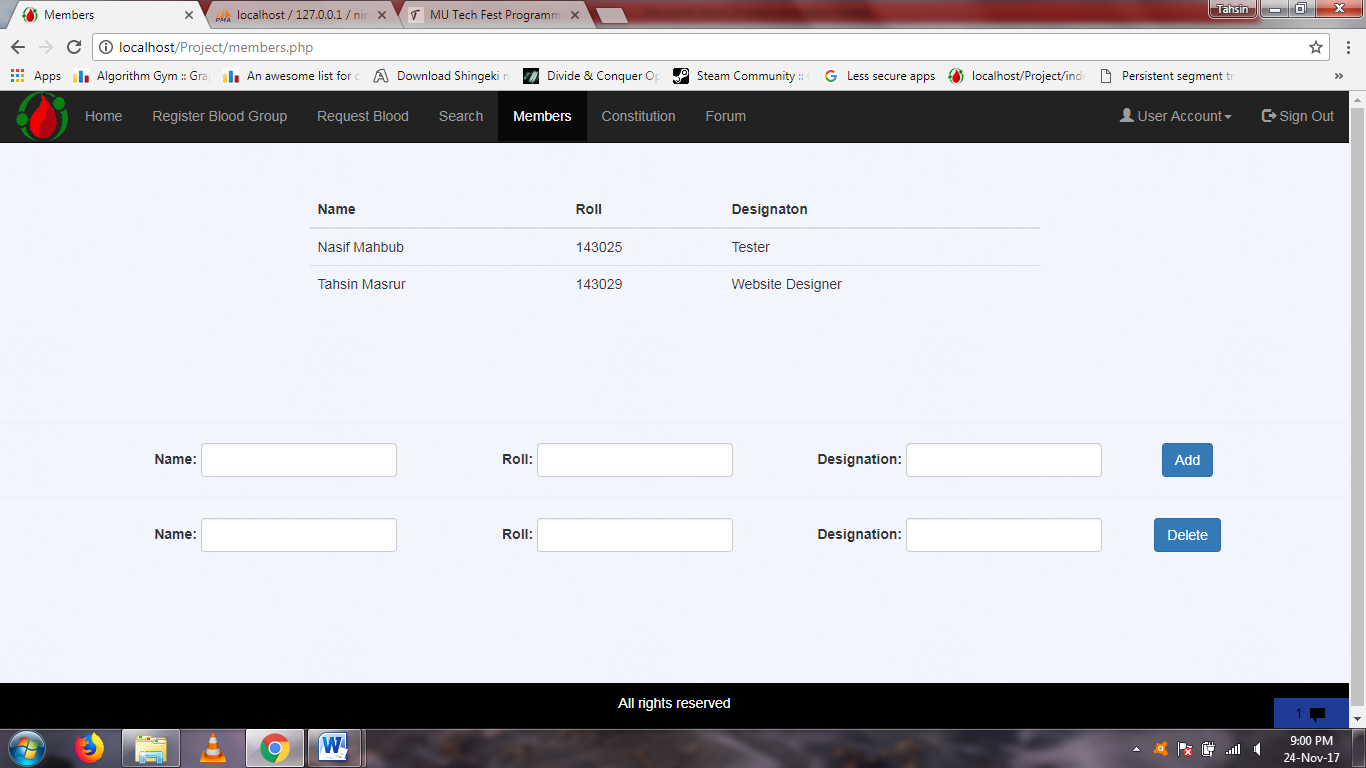 Members
localhost / 127.0.0.1 / nin
MU Tech Fest Programm
Tahsin
localhost/Project/members.php
Apps
Algorithm Gym :: Gra
An awesome list for c
Download Shingeki n
Divide & Conquer Op
Steam Community ::
Less secure apps
localhost/Project/inde
Persistent segment tr
»
Home
Register Blood Group
Request Blood
Search
Members
Constitution
Forum
User Account
Sign Out
Name Roll Designaton
Nasif Mahbub 143025 Tester
Tahsin Masrur 143029 Website Designer
Name: Roll: Designation: Add
Name: Roll: Designation: Delete
All rights reserved
1
9:00 PM
24-Nov-17